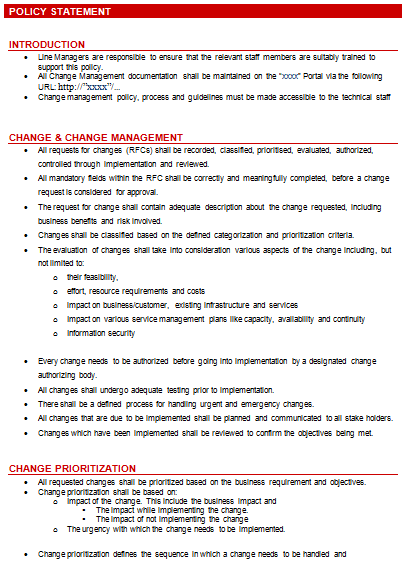 POLICY STATEMENT
INTRODUCTION
• Line Managers are responsible to ensure that the relevant staff members are suitably trained to
support this policy.
• All Change Management documentation shall be maintained on the "xxxx" Portal via the following
URL: http://"xxxx"/...
• Change management policy, process and guidelines must be made accessible to the technical staff
CHANGE & CHANGE MANAGEMENT
• All requests for changes (RFCs) shall be recorded, classified, prioritised, evaluated, authorized,
controlled through implementation and reviewed.
• All mandatory fields within the RFC shall be correctly and meaningfully completed, before a change
request is considered for approval.
• The request for change shall contain adequate description about the change requested, including
business benefits and risk involved.
• Changes shall be classified based on the defined categorization and prioritization criteria.
• The evaluation of changes shall take into consideration various aspects of the change including, but
not limited to:
o their feasibility,
o effort, resource requirements and costs
o impact on business/customer, existing infrastructure and services
o impact on various service management plans like capacity, availability and continuity
o information security
• Every change needs to be authorized before going into implementation by a designated change
authorizing body.
• All changes shall undergo adequate testing prior to implementation.
• There shall be a defined process for handling urgent and emergency changes.
• All changes that are due to be implemented shall be planned and communicated to all stake holders.
• Changes which have been implemented shall be reviewed to confirm the objectives being met.
CHANGE PRIORITIZATION
• All requested changes shall be prioritized based on the business requirement and objectives.
• Change prioritization shall be based on:
o Impact of the change. This include the business impact and
▪ The impact while implementing the change.
▪ The impact of not implementing the change
o The urgency with which the change needs to be implemented.
• Change prioritization defines the sequence in which a change needs to be handled and